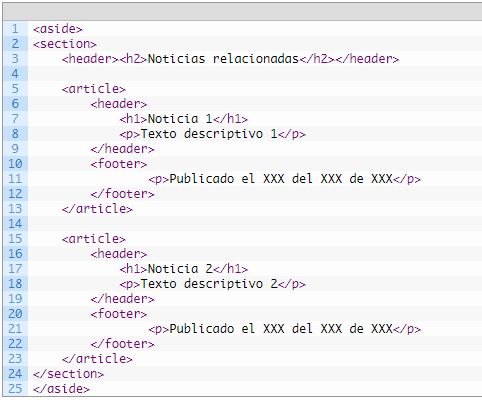 1 <aside>
2 <section>
3 <header><h2>Noticias relacionadas</h2></header>
4
5 <article>
6 <header>
7 <h1>Noticia 1</h1>
8 <p>Texto descriptivo 1</p>
9 </header>
10 <footer>
11 <p>Publicado el XXX del XXX de XXX</p>
12 </footer>
13 </article>
14
15 <article>
16 <header>
17 <h1>Noticia 2</h1>
18 <p>Texto descriptivo 2</p>
19 </header>
20 <footer>
21 <p>Publicado el XXX del XXX de XXX</p>
22 </footer>
23 </article>
24 </section>
25 </aside>